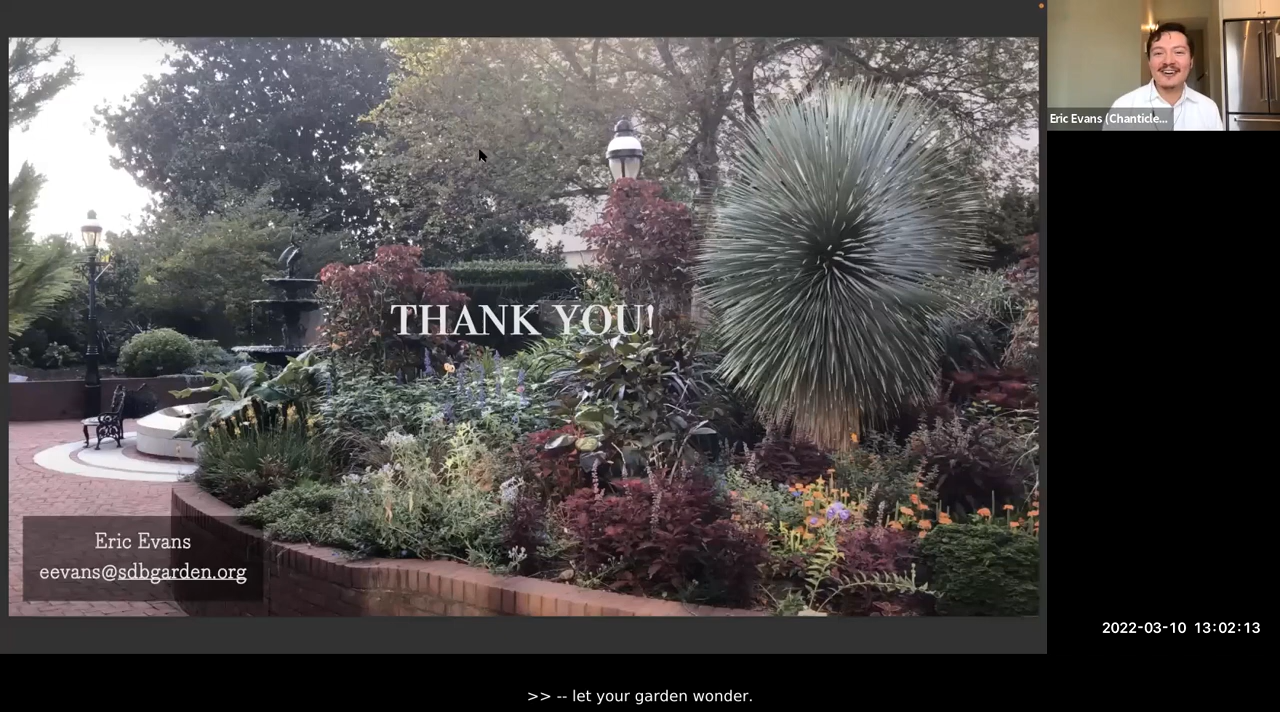 THANK YOU!
Eric Evans
eevans@sdbgarden.org
Eric Evans (Chanticle...
2022-03-10 13:02:13
>> -- let your garden wonder.